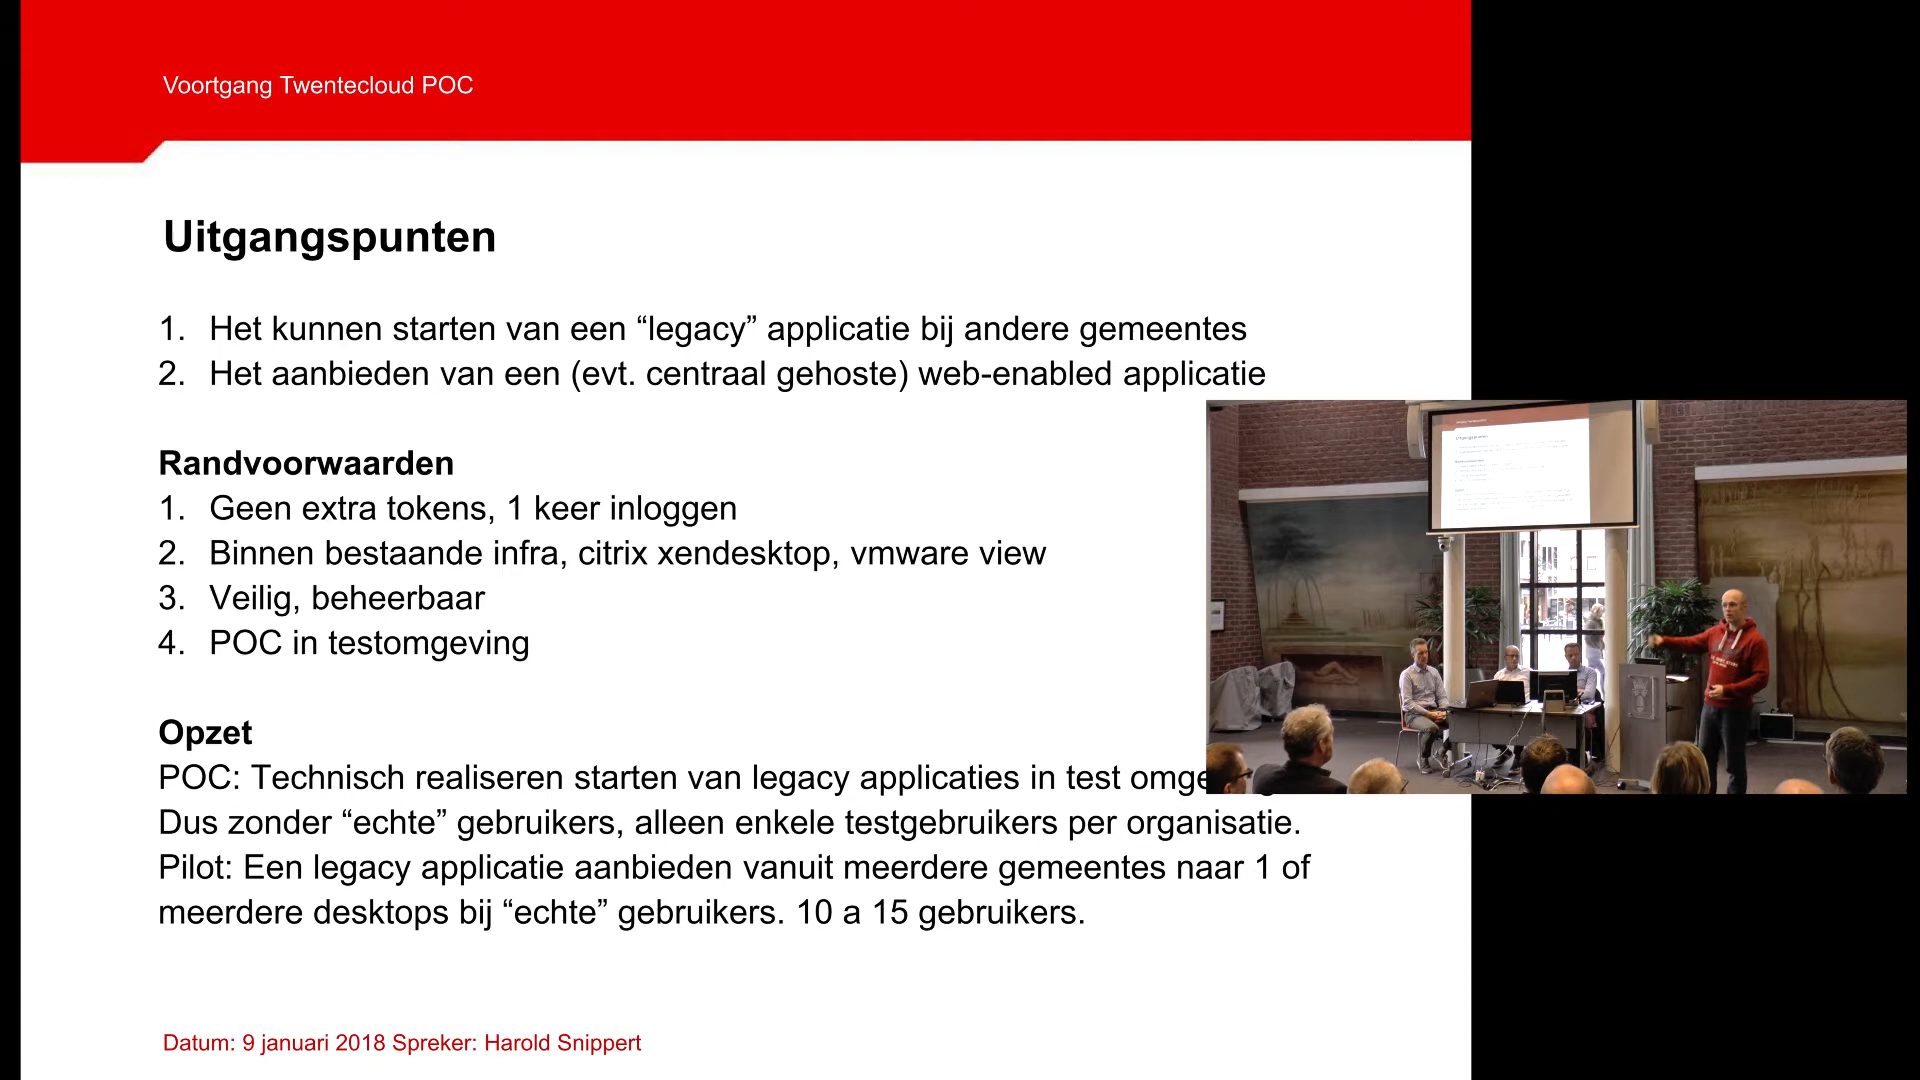 Voortgang Twentecloud POC
Uitgangspunten
1. Het kunnen starten van een “legacy” applicatie bij andere gemeentes
2. Het aanbieden van een (evt. centraal gehoste) web-enabled applicatie
Randvoorwaarden
1. Geen extra tokens, 1 keer inloggen
2. Binnen bestaande infra, citrix xendesktop, vmware view
3. Veilig, beheerbaar
4. POC in testomgeving
Opzet
POC: Technisch realiseren starten van legacy applicaties in test
Dus zonder “echte” gebruikers, alleen enkele testgebruikers per organisatie.
Pilot: Een legacy applicatie aanbieden vanuit meerdere gemeentes naar 1 of
meerdere desktops bij “echte” gebruikers. 10 a 15 gebruikers.
Datum: 9 januari 2018 Spreker: Harold Snippert
Uitgangspunten